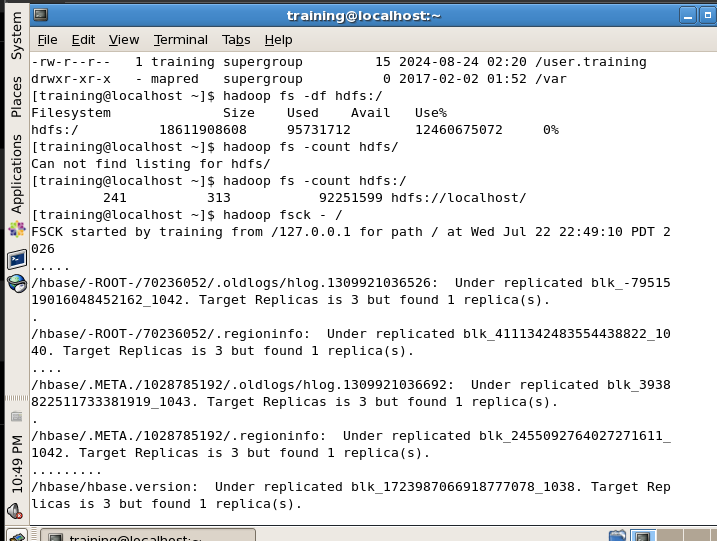 training@localhost:~
File Edit View Terminal Tabs Help
-rw-r--r--   1 training supergroup         15 2024-08-24 02:20 /user.training
drwxr-xr-x   - mapred   supergroup          0 2017-02-02 01:52 /var
[training@localhost ~]$ hadoop fs -df hdfs:/
Filesystem              Size    Used    Avail   Use%
hdfs:/          18611908608     95731712        12460675072     0%
[training@localhost ~]$ hadoop fs -count hdfs/
Can not find listing for hdfs/
[training@localhost ~]$ hadoop fs -count hdfs:/
         241          313           92251599 hdfs://localhost/
[training@localhost ~]$ hadoop fsck - /
FSCK started by training from /127.0.0.1 for path / at Wed Jul 22 22:49:10 PDT 2
026
.....
/hbase/-ROOT-/70236052/.oldlogs/hlog.1309921036526:  Under replicated blk_-79515
19016048452162_1042. Target Replicas is 3 but found 1 replica(s).
.
/hbase/-ROOT-/70236052/.regioninfo:  Under replicated blk_4111342483554438822_10
40. Target Replicas is 3 but found 1 replica(s).
....
/hbase/.META./1028785192/.oldlogs/hlog.1309921036692:  Under replicated blk_3938
822511733381919_1043. Target Replicas is 3 but found 1 replica(s).
.
/hbase/.META./1028785192/.regioninfo:  Under replicated blk_2455092764027271611_
1042. Target Replicas is 3 but found 1 replica(s).
.........
/hbase/hbase.version:  Under replicated blk_1723987066918777078_1038. Target Rep
licas is 3 but found 1 replica(s).
System
Places
Applications
10:49 PM
training@localhost:~